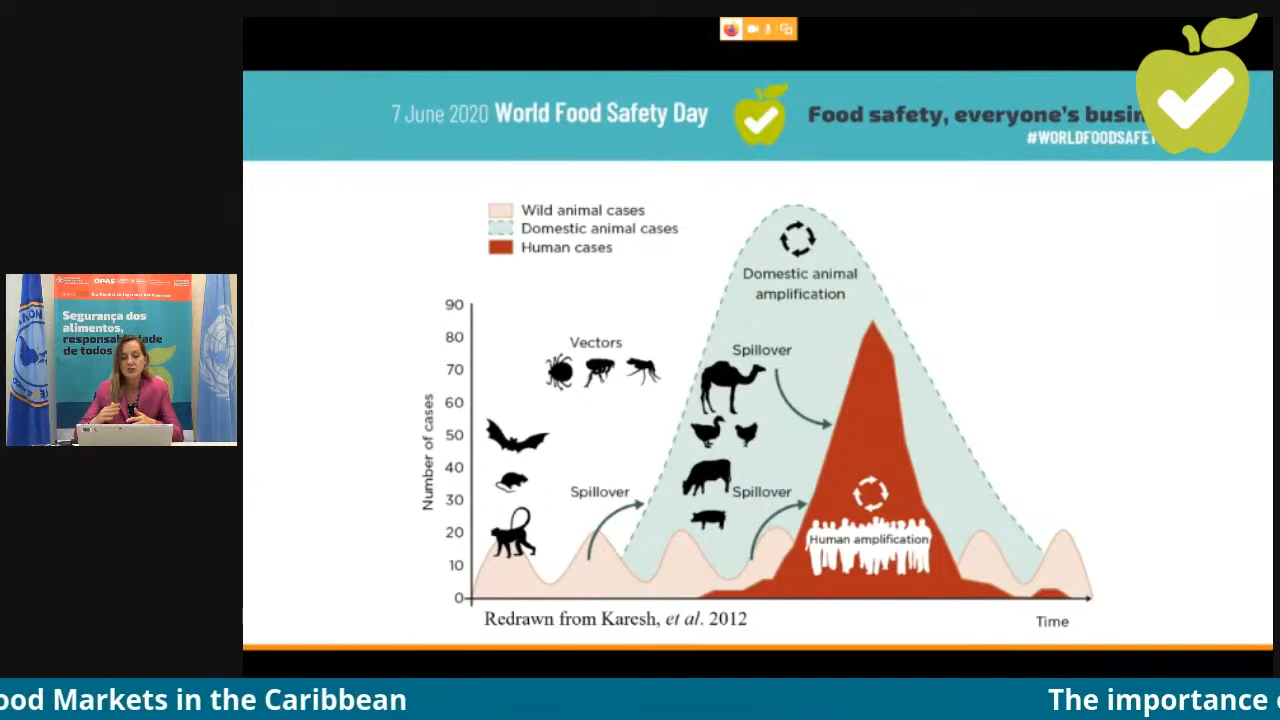 7 June 2020 World Food Safety Day
Food safety, everyone's busin
#WORLDFOODSAFE
Wild animal cases
Domestic animal cases
Human cases
Domestic animal
amplification
90
80
70
60
50
40
30
20
10
0
Number of cases
Vectors
Spillover
Spillover
Spillover
Human amplification
Redrawn from Karesh, et al. 2012
Time
OPAS
Segurança dos
alimentos,
responsabilidade
de todos
ood Markets in the Caribbean
The importance